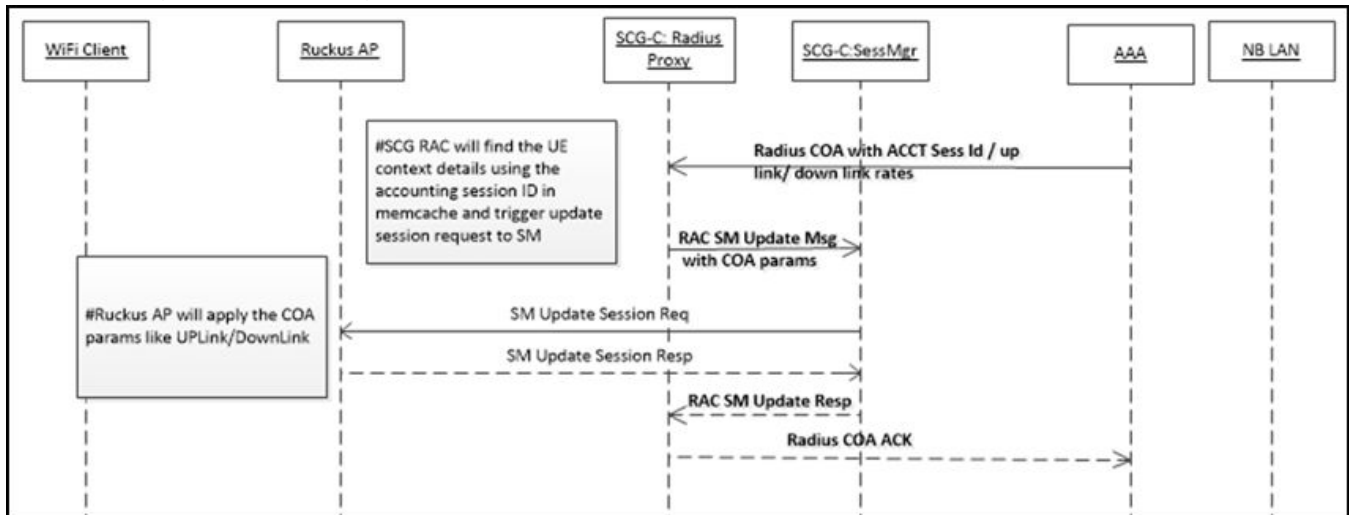 WiFi Client
Ruckus AP
SCG-C: Radius
Proxy
SCG-C:SessMgr
AAA
NB LAN
#SCG RAC will find the UE
context details using the
accounting session ID in
memcache and trigger update
session request to SM
Radius COA with ACCT Sess Id / up
link/ down link rates
RAC SM Update Msg
with COA params
#Ruckus AP will apply the COA
params like UPLink/DownLink
SM Update Session Req
SM Update Session Resp
RAC SM Update Resp
Radius COA ACK